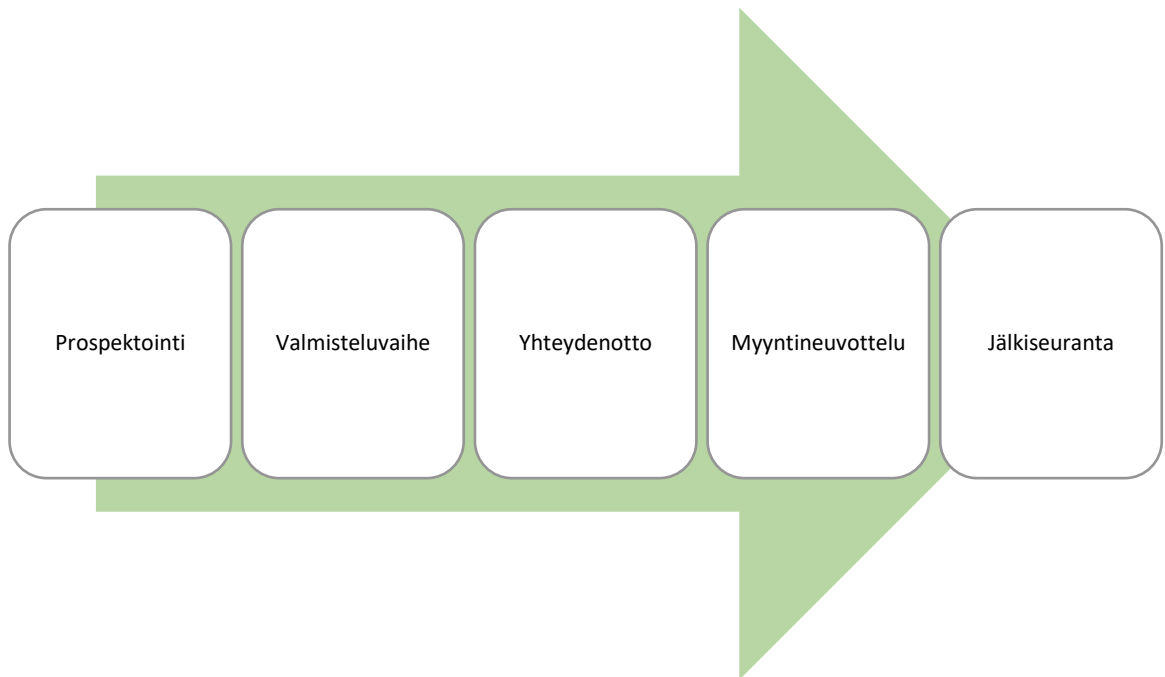 Prospektointi
Valmisteluvaihe
Yhteydenotto
Myyntineuvottelu
Jälkiseuranta